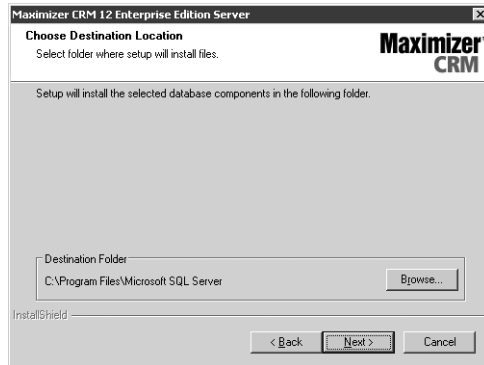 Maximizer CRM 12 Enterprise Edition Server
Choose Destination Location
Select folder where setup will install files.
Maximizer
CRM
Setup will install the selected database components in the following folder.
Destination Folder
C:\Program Files\Microsoft SQL Server
Browse...
InstallShield
< Back
Next >
Cancel